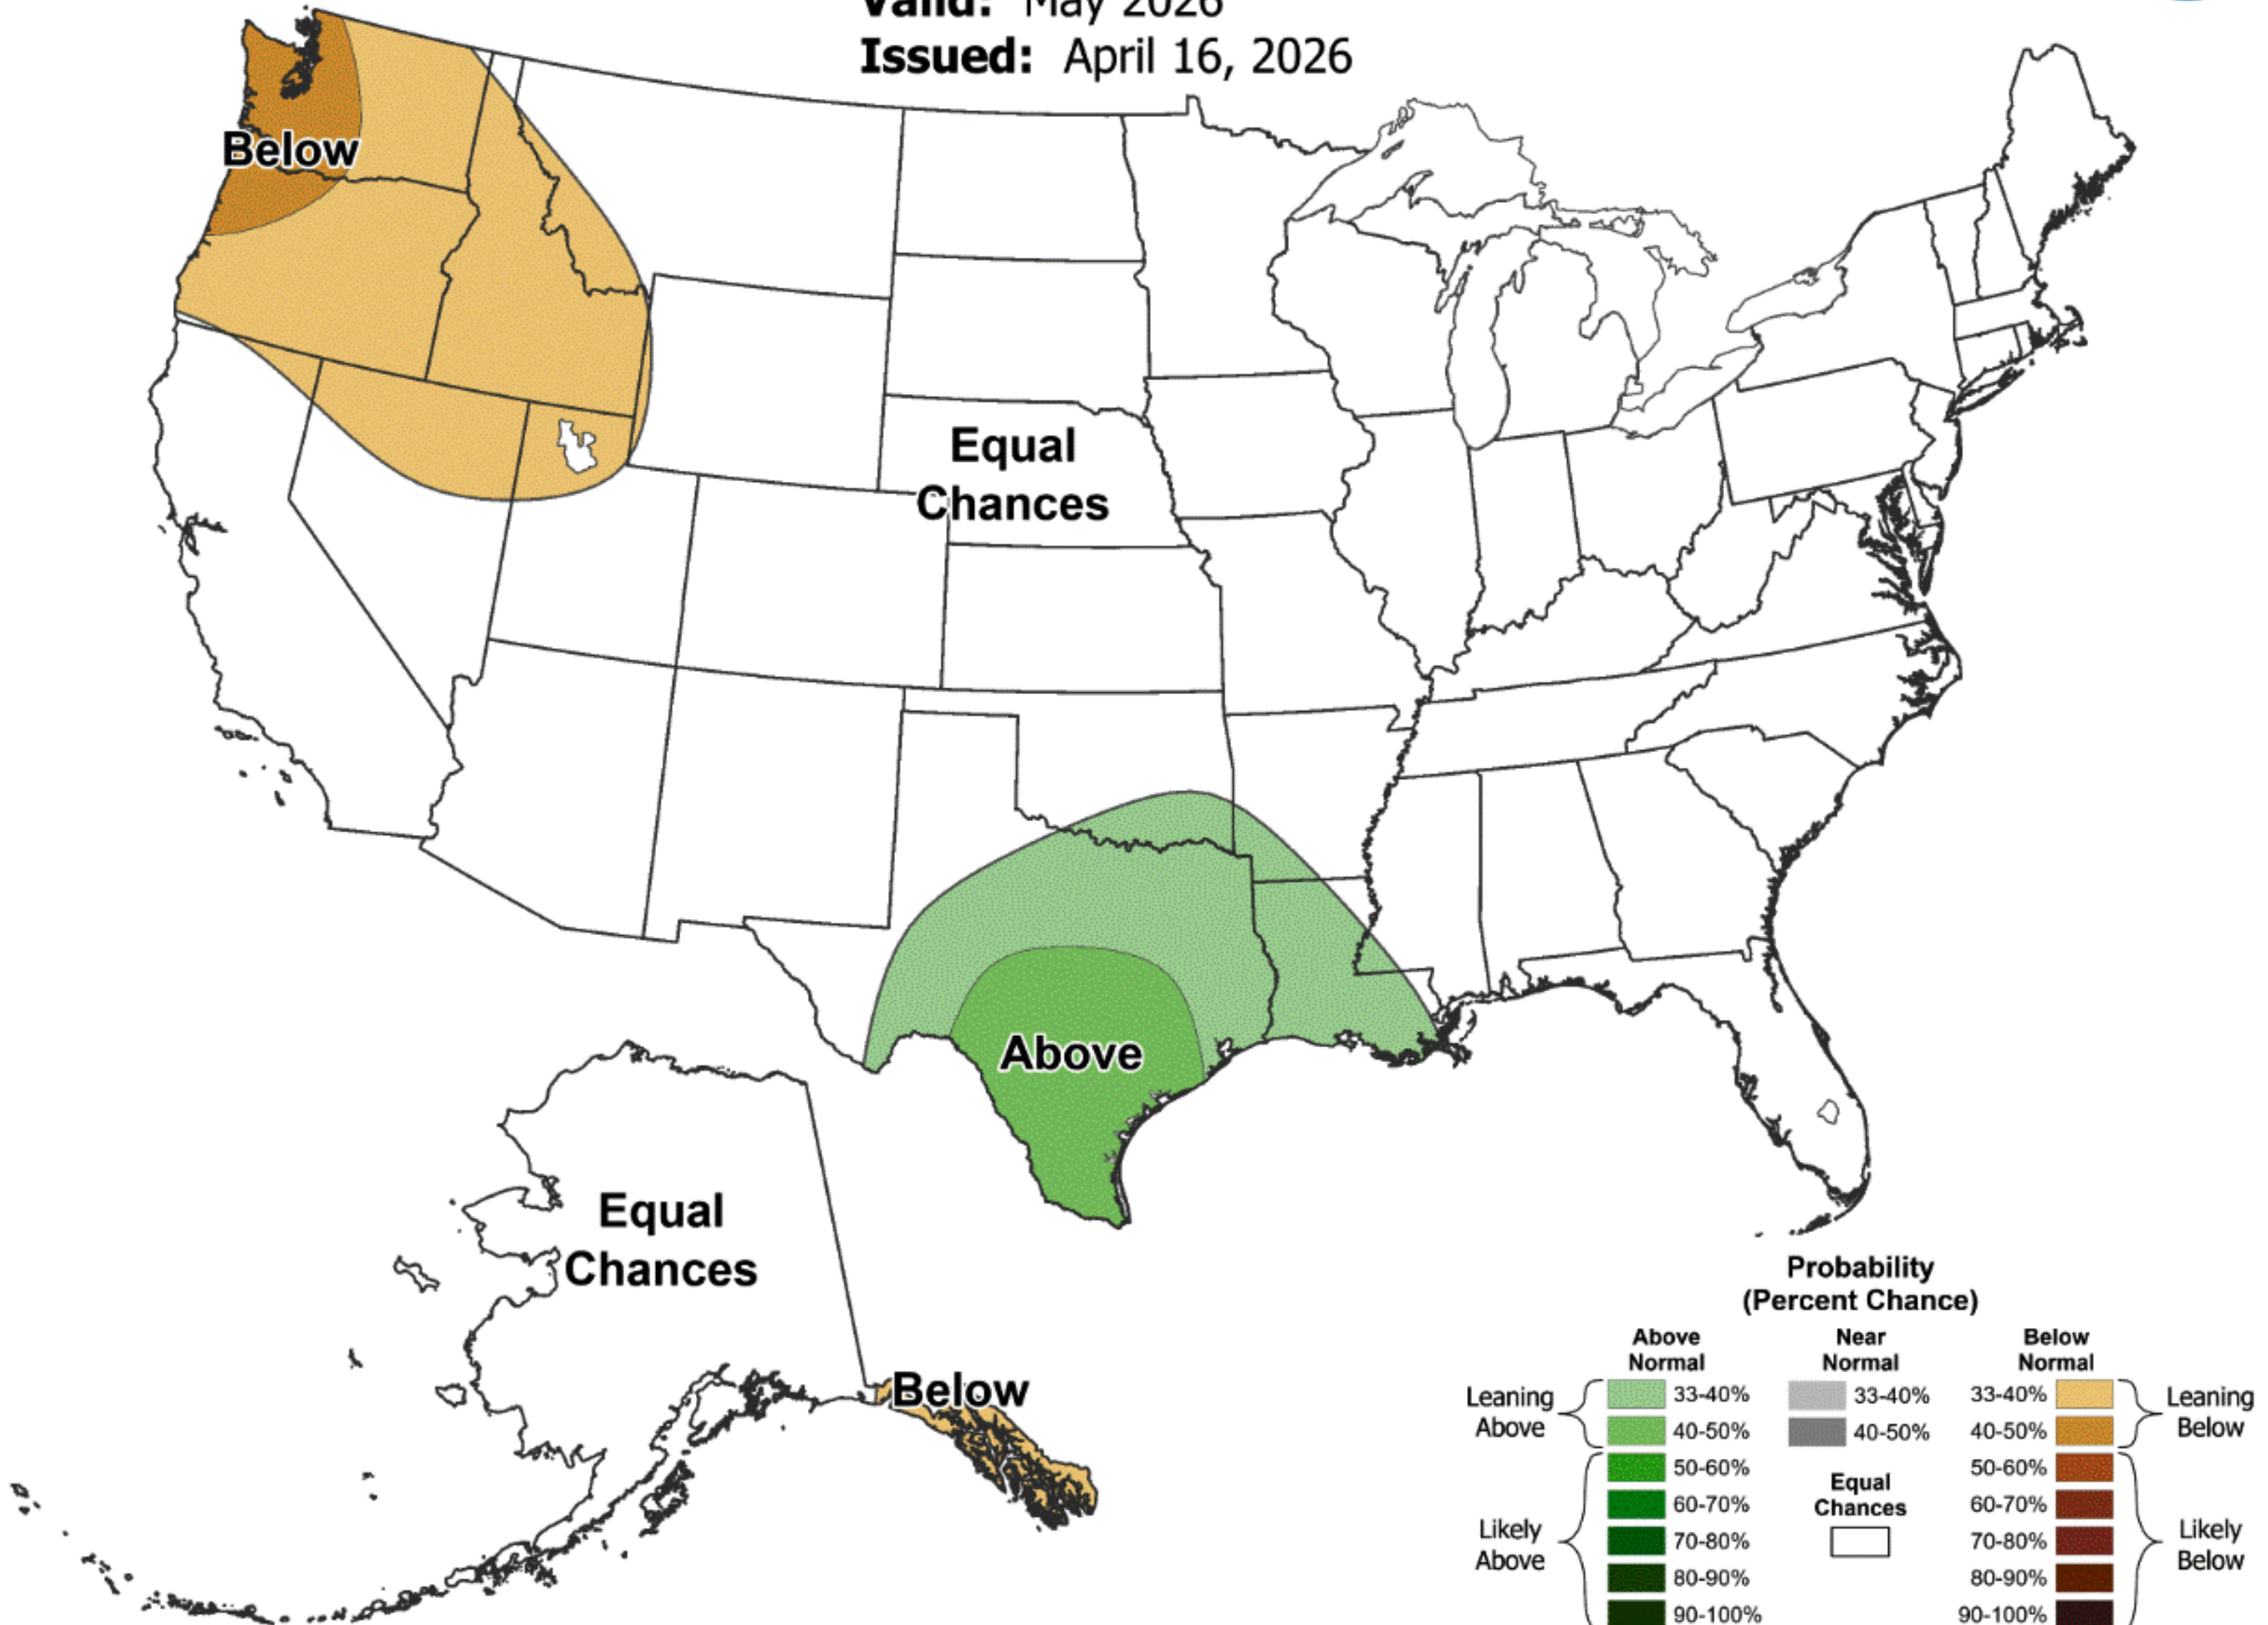 Valid: May 2026
Issued: April 16, 2026
Below
Equal
Chances
Above
Equal
Chances
Below
Probability
(Percent Chance)
Above
Normal
Near
Normal
Below
Normal
Leaning
Above
33-40%
33-40%
33-40%
Leaning
Below
40-50%
40-50%
40-50%
50-60%
Equal
Chances
50-60%
60-70%
60-70%
Likely
Above
70-80%
70-80%
Likely
Below
80-90%
80-90%
90-100%
90-100%